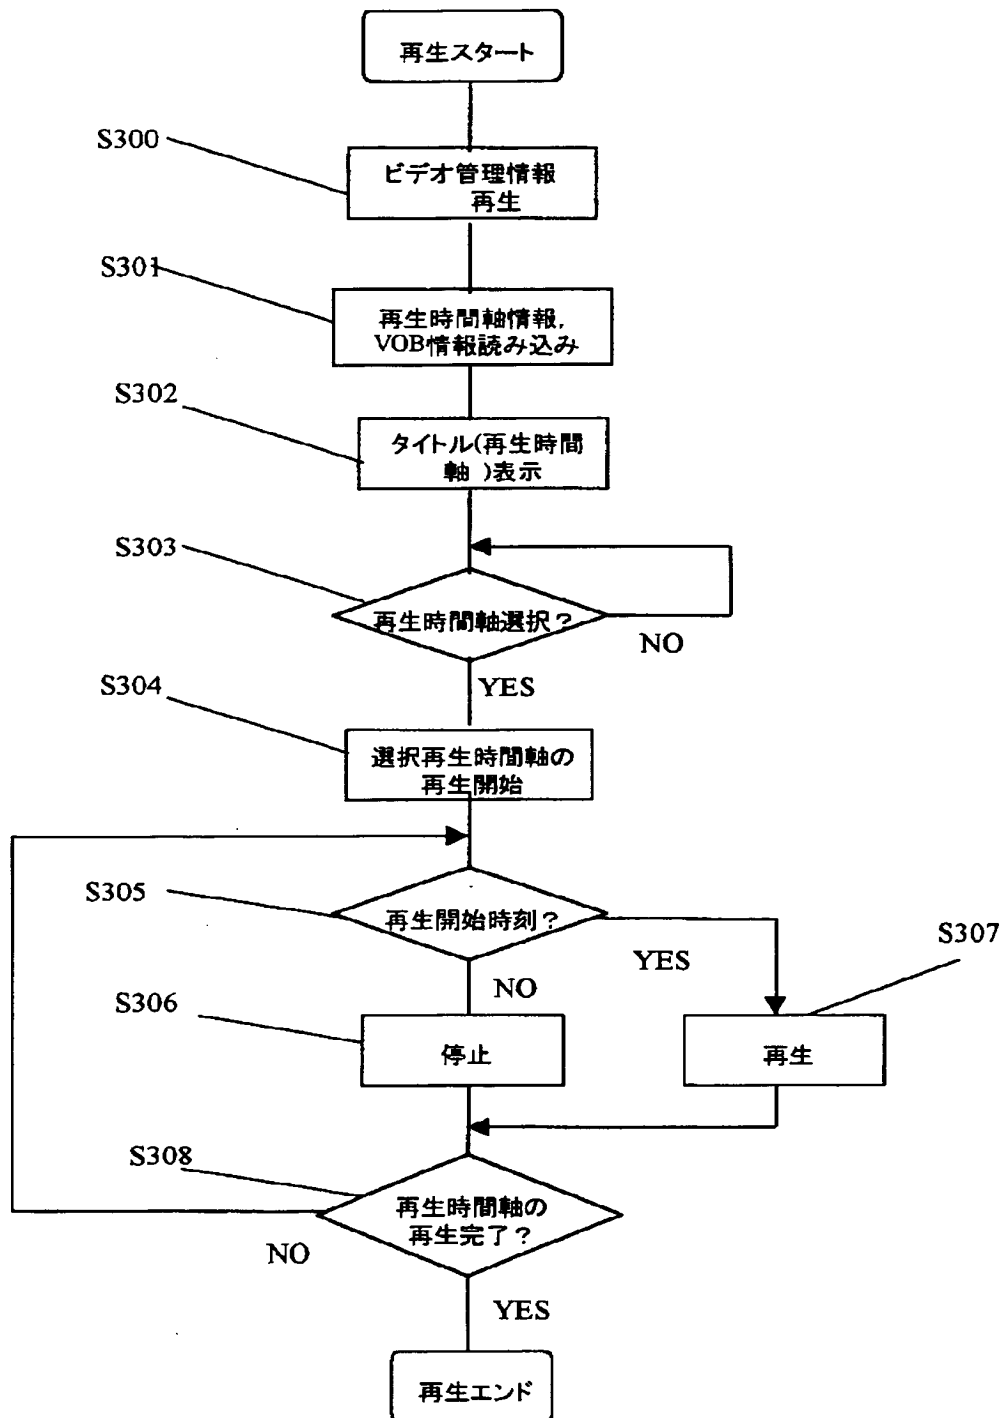 再生スタート
S300
ビデオ管理情報
再生
S301
再生時間軸情報,
VOB情報読み込み
S302
タイトル(再生時間
軸 )表示
S303
再生時間軸選択?
NO
YES
S304
選択再生時間軸の
再生開始
S305
再生開始時刻?
YES
S307
NO
S306
停止
再生
S308
再生時間軸の
再生完了?
NO
YES
再生エンド